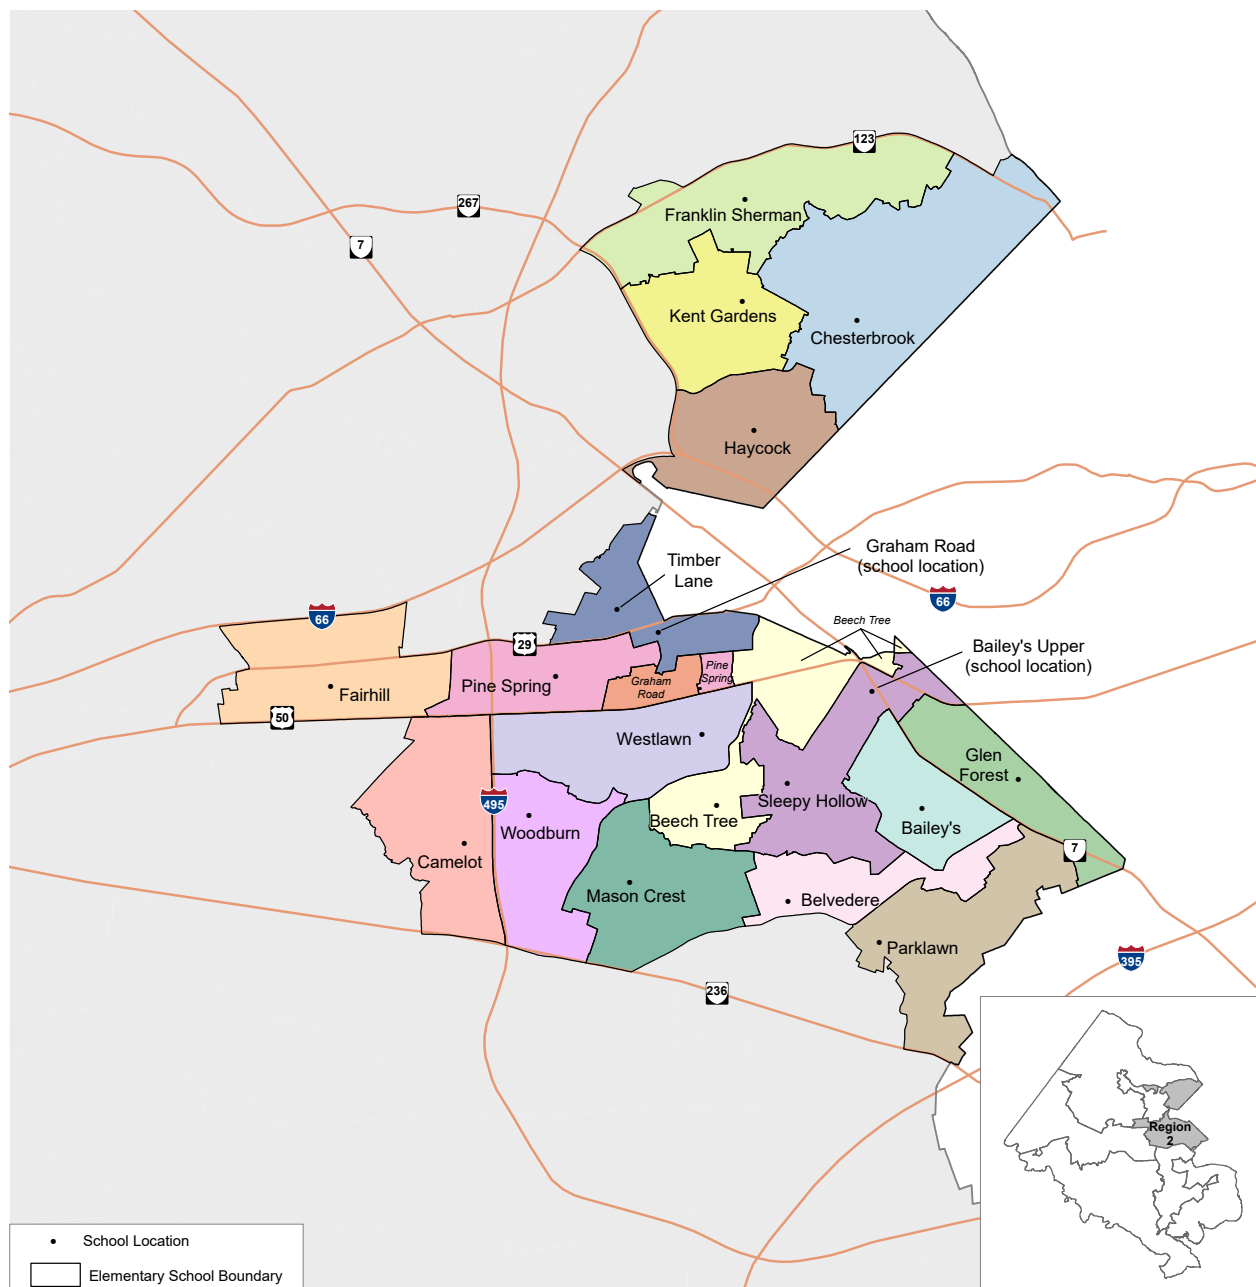 123
267
7
Franklin Sherman
Kent Gardens
Chesterbrook
Haycock
Graham Road
(school location)
Timber
Lane
66
66
Beech Tree
Bailey's Upper
(school location)
29
Pine
Spring
Pine Spring
Graham
Road
Fairhill
50
Westlawn
Glen
Forest
495
Sleepy Hollow
Beech Tree
Woodburn
Bailey's
7
Camelot
Mason Crest
Belvedere
Parklawn
395
236
Region
2
School Location
Elementary School Boundary